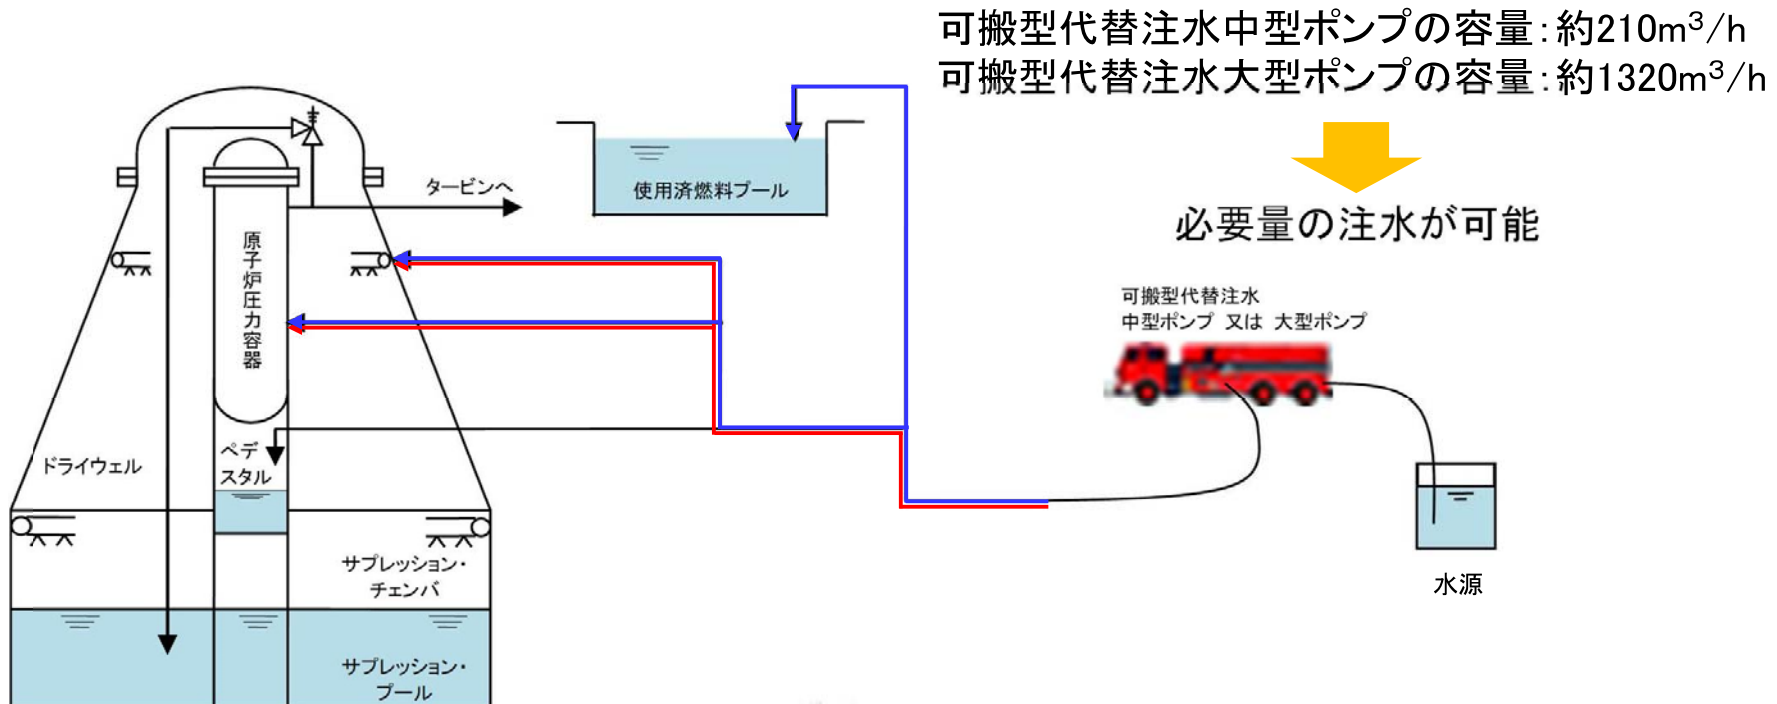 可搬型代替注水中型ポンプの容量:約210m³/h
可搬型代替注水大型ポンプの容量:約1320m³/h
必要量の注水が可能
タービンへ
使用済燃料プール
原子炉圧力容器
可搬型代替注水
中型ポンプ 又は 大型ポンプ
ペデ
スタル
ドライウェル
サプレッション・
チェンバ
水源
サプレッション・
プール